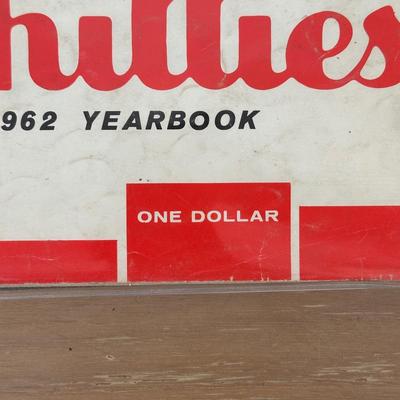 hillies
962 YEARBOOK
ONE DOLLAR